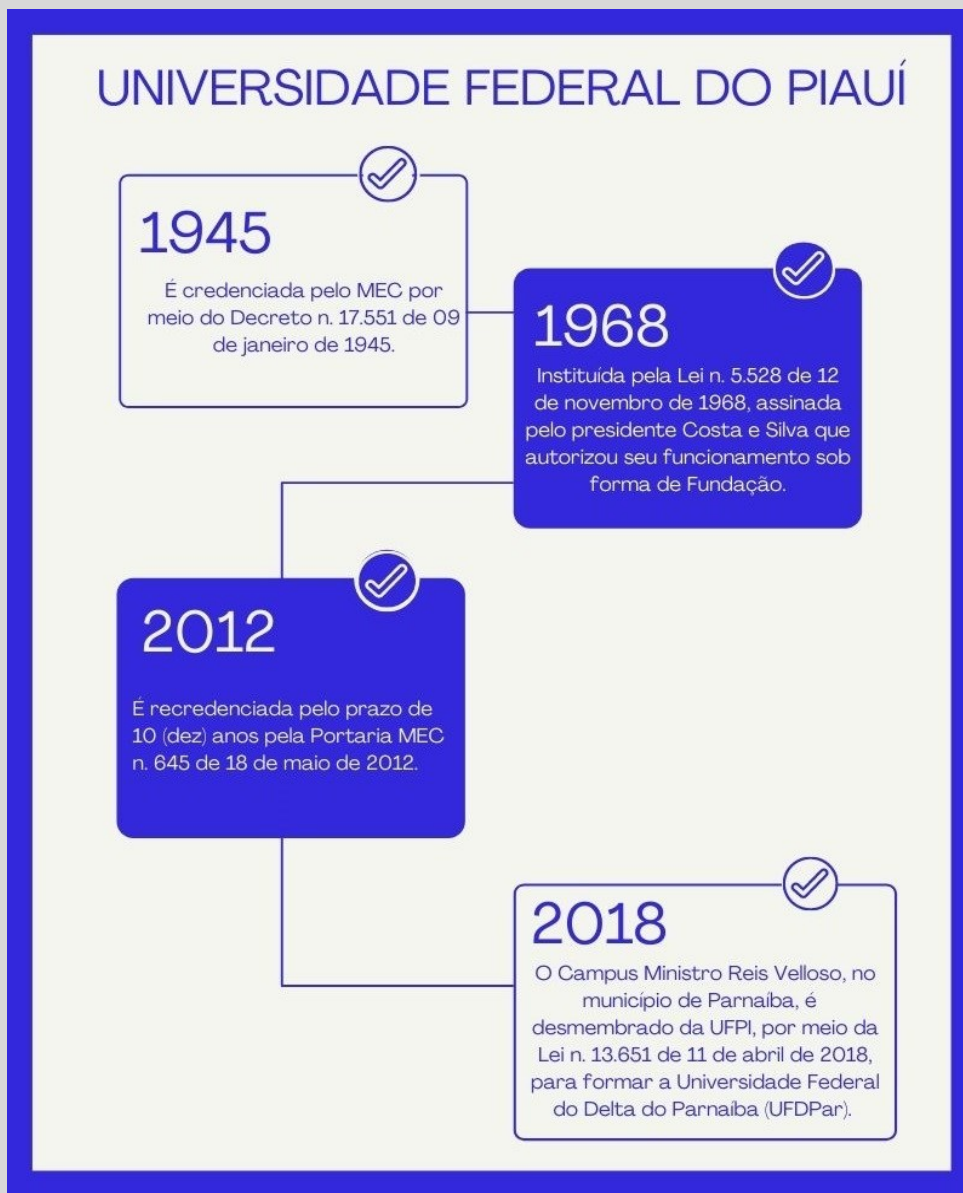 UNIVERSIDADE FEDERAL DO PIAUÍ
1945
É credenciada pelo MEC por
meio do Decreto n. 17.551 de 09
de janeiro de 1945.
1968
Instituída pela Lei n. 5.528 de 12
de novembro de 1968, assinada
pelo presidente Costa e Silva que
autorizou seu funcionamento sob
forma de Fundação.
2012
É recredenciada pelo prazo de
10 (dez) anos pela Portaria MEC
n. 645 de 18 de maio de 2012.
2018
O Campus Ministro Reis Velloso, no
município de Parnaíba, é
desmembrado da UFPI, por meio da
Lei n. 13.651 de 11 de abril de 2018,
para formar a Universidade Federal
do Delta do Parnaíba (UFDPar).